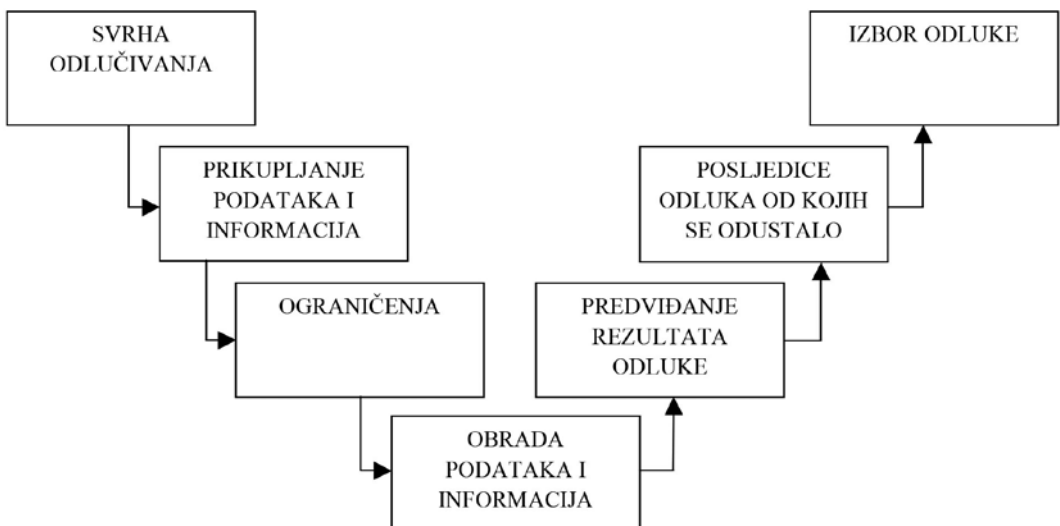 SVRHA
ODLUČIVANJA
PRIKUPLJANJE
PODATAKA I
INFORMACIJA
OGRANIČENJA
OBRADA
PODATAKA I
INFORMACIJA
PREDVIĐANJE
REZULTATA
ODLUKE
POSLJEDICE
ODLUKA OD KOJIH
SE ODUSTALO
IZBOR ODLUKE